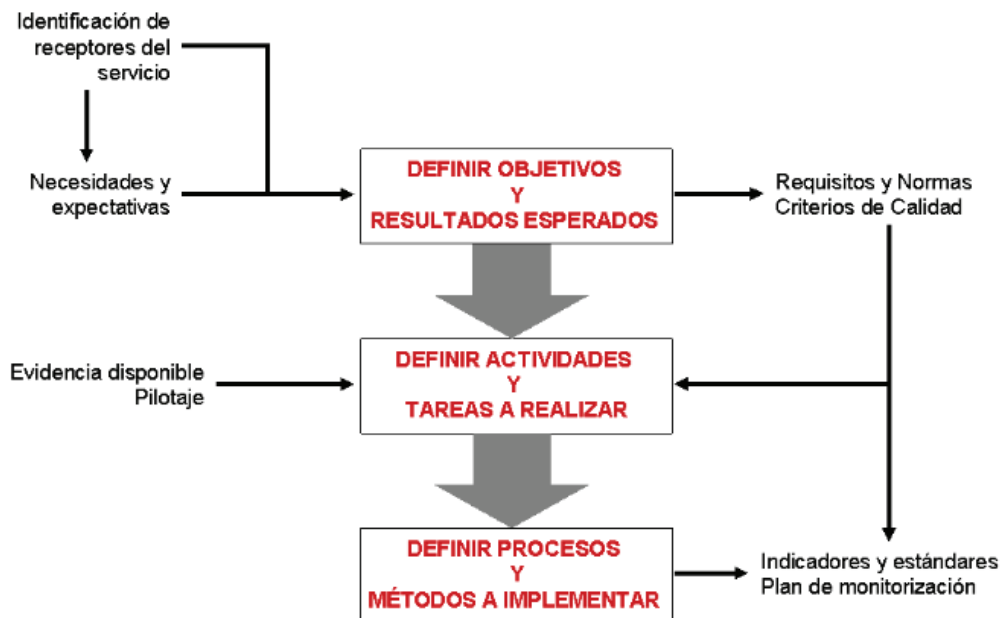 Identificación de
receptores del
servicio
Necesidades y
expectativas
DEFINIR OBJETIVOS
Y
RESULTADOS ESPERADOS
Requisitos y Normas
Criterios de Calidad
Evidencia disponible
Pilotaje
DEFINIR ACTIVIDADES
Y
TAREAS A REALIZAR
DEFINIR PROCESOS
Y
MÉTODOS A IMPLEMENTAR
Indicadores y estándares
Plan de monitorización